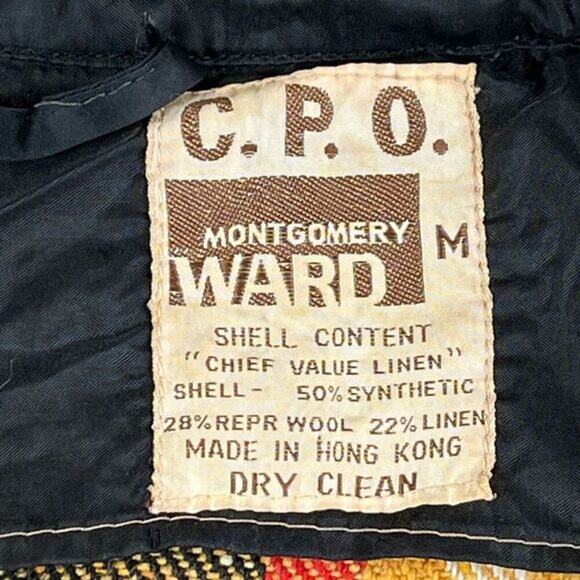 C.P.O.
MONTGOMERY
WARD
M
SHELL CONTENT
"CHIEF VALUE LINEN"
SHELL- 50% SYNTHETIC
28% REPR WOOL 22% LINEN
MADE IN HONG KONG
DRY CLEAN